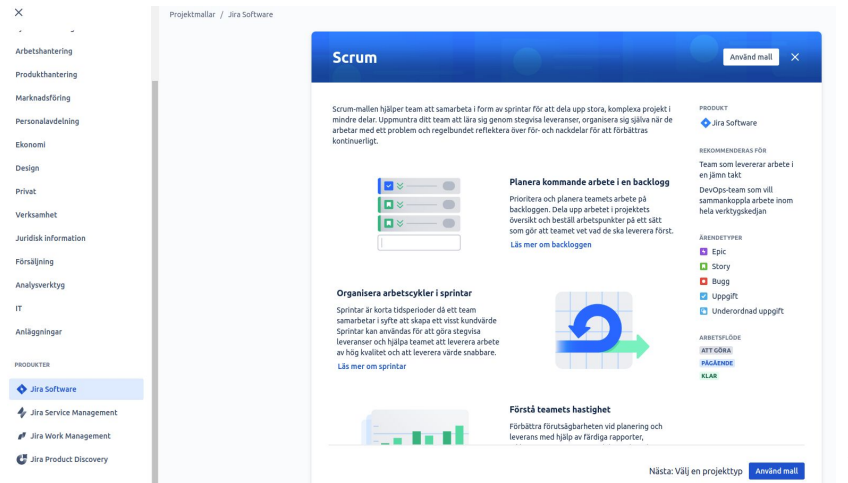 Projektmallar / Jira Software
Arbetshantering
Produkthantering
Marknadsföring
Personalavdelning
Ekonomi
Design
Privat
Verksamhet
Juridisk information
Försäljning
Analysverktyg
IT
Anläggningar
PRODUKTER
Jira Software
Jira Service Management
Jira Work Management
Jira Product Discovery
Scrum
Använd mall
Scrum-mallen hjälper team att samarbeta i form av sprintar för att dela upp stora, komplexa projekt i
mindre delar. Uppmuntra ditt team att lära sig genom stegvisa leveranser, organisera sig själva när de
arbetar med ett problem och regelbundet reflektera över för- och nackdelar för att förbättras
kontinuerligt.
Planera kommande arbete i en backlogg
Prioritera och planera teamets arbete på
backloggen. Dela upp arbetet i projektets
översikt och beställ arbetspunkter på ett sätt
som gör att teamet vet vad de ska leverera först.
Läs mer om backloggen
Organisera arbetscykler i sprintar
Sprintar är korta tidsperioder då ett team
samarbetar i syfte att skapa ett visst kundvärde
Sprintar kan användas för att göra stegvisa
leveranser och hjälpa teamet att leverera arbete
av hög kvalitet och att leverera värde snabbare.
Läs mer om sprintar
Förstå teamets hastighet
Förbättra förutsägbarheten vid planering och
leverans med hjälp av färdiga rapporter,
PRODUKT
Jira Software
REKOMMENDERAS FÖR
Team som levererar arbete i
en jämn takt
DevOps-team som vill
sammankoppla arbete inom
hela verktygskedjan
ÄRENDETYPER
Epic
Story
Bugg
Uppgift
Underordnad uppgift
ARBETSFLÖDE
ATT GÖRA
PÅGÅENDE
KLAR
Nästa: Välj en projekttyp
Använd mall